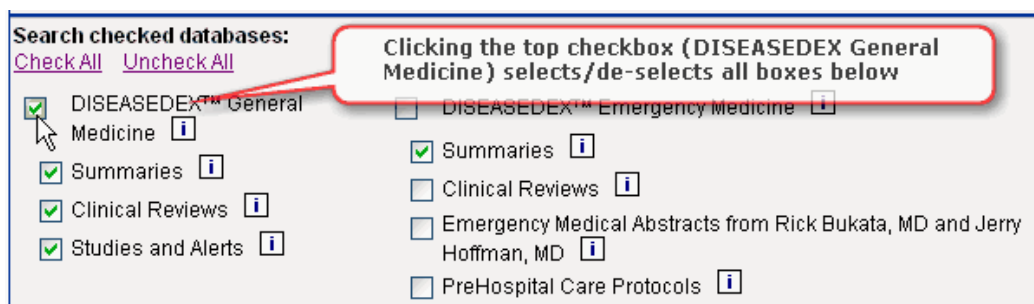 Search checked databases:
Check All Uncheck All
Clicking the top checkbox (DISEASEDEX General
Medicine) selects/de-selects all boxes below
DISEASEDEX™ General
Medicine i
Summaries i
Clinical Reviews i
Studies and Alerts i
DISEASEDEX™ Emergency Medicine i
Summaries i
Clinical Reviews i
Emergency Medical Abstracts from Rick Bukata, MD and Jerry
Hoffman, MD i
PreHospital Care Protocols i